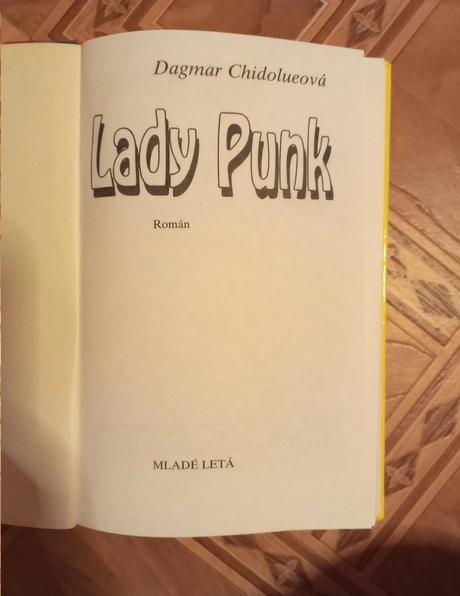 Dagmar Chidolueová
Lady Punk
Román
MLADÉ LETÁ